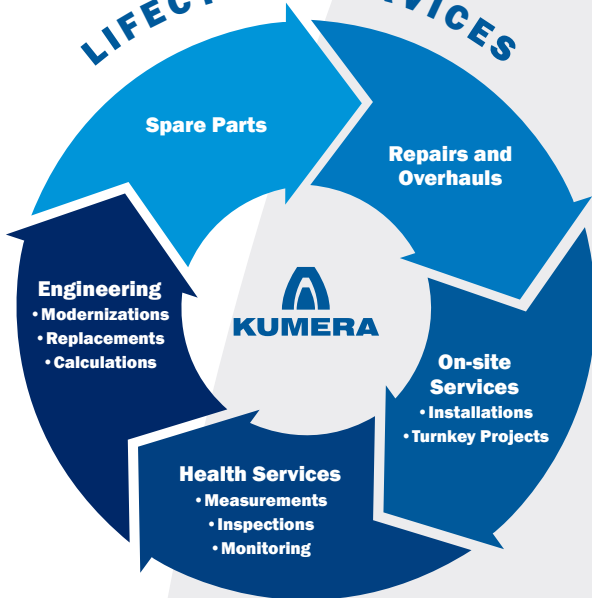 LIFEC VICES
Spare Parts
Repairs and
Overhauls
On-site
Services
• Installations
• Turnkey Projects
Health Services
• Measurements
• Inspections
• Monitoring
Engineering
• Modernizations
• Replacements
• Calculations
KUMERA